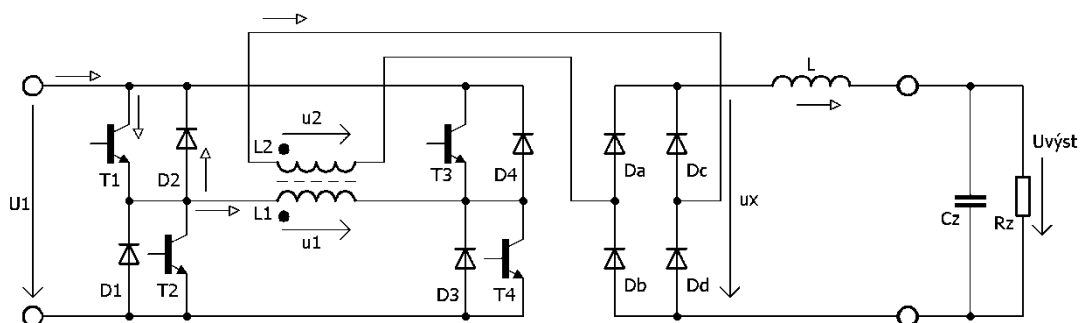 L
u2
L2
T1
D2
T3
D4
Da
Dc
Uvýst
U1
L1
u1
ux
Cz
Rz
D1
T2
D3
T4
Db
Dd